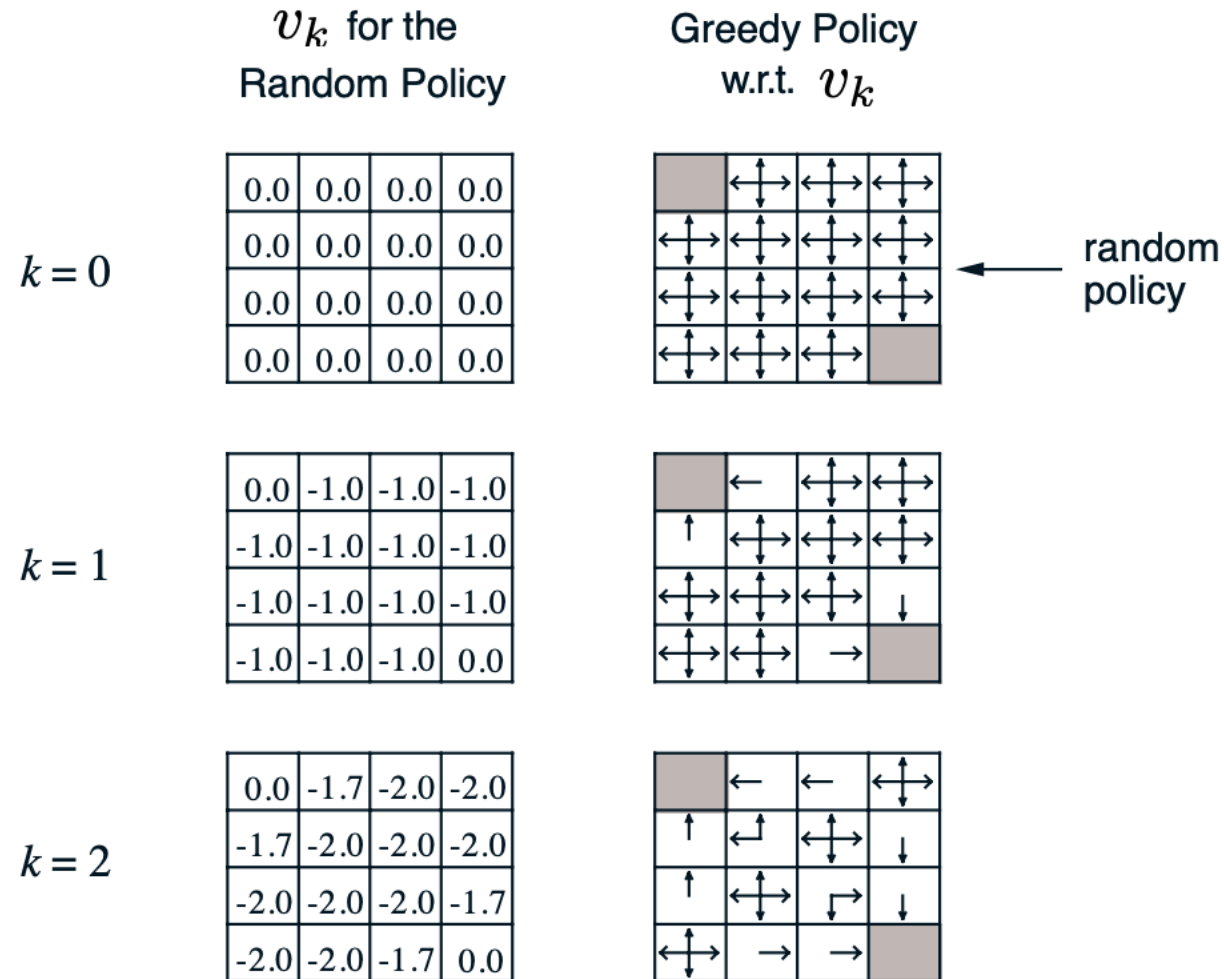 v_k for the
Random Policy
Greedy Policy
w.r.t. v_k
k = 0
0.0 0.0 0.0 0.0
0.0 0.0 0.0 0.0
0.0 0.0 0.0 0.0
0.0 0.0 0.0 0.0
random
policy
k = 1
0.0 -1.0 -1.0 -1.0
-1.0 -1.0 -1.0 -1.0
-1.0 -1.0 -1.0 -1.0
-1.0 -1.0 -1.0 0.0
k = 2
0.0 -1.7 -2.0 -2.0
-1.7 -2.0 -2.0 -2.0
-2.0 -2.0 -2.0 -1.7
-2.0 -2.0 -1.7 0.0